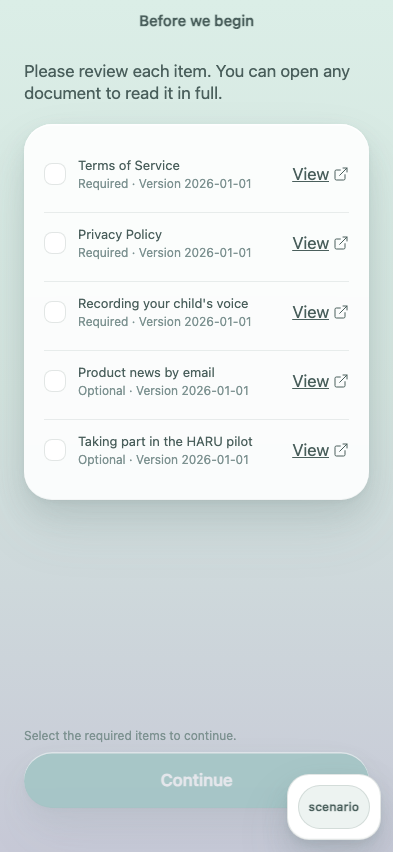 Before we begin
Please review each item. You can open any
document to read it in full.
Terms of Service
Required · Version 2026-01-01
View
Privacy Policy
Required · Version 2026-01-01
View
Recording your child's voice
Required · Version 2026-01-01
View
Product news by email
Optional · Version 2026-01-01
View
Taking part in the HARU pilot
Optional · Version 2026-01-01
View
Select the required items to continue.
Continue
scenario